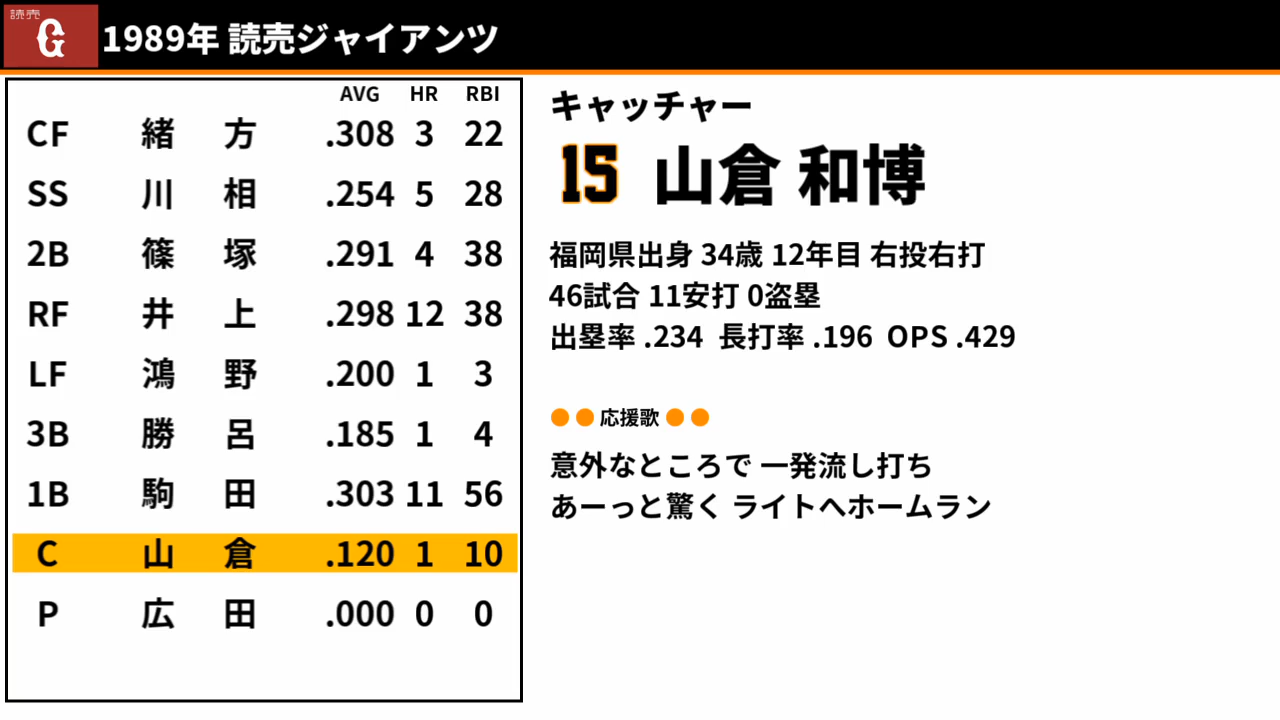 読売
G
1989年 読売ジャイアンツ
AVG HR RBI
CF 緒方 .308 3 22
SS 川相 .254 5 28
2B 篠塚 .291 4 38
RF 井上 .298 12 38
LF 鴻野 .200 1 3
3B 勝呂 .185 1 4
1B 駒田 .303 11 56
C 山倉 .120 1 10
P 広田 .000 0 0
キャッチャー
15 山倉 和博
福岡県出身 34歳 12年目 右投右打
46試合 11安打 0盗塁
出塁率 .234 長打率 .196 OPS .429
●●応援歌●●
意外なところで 一発流し打ち
あーっと驚く ライトへホームラン